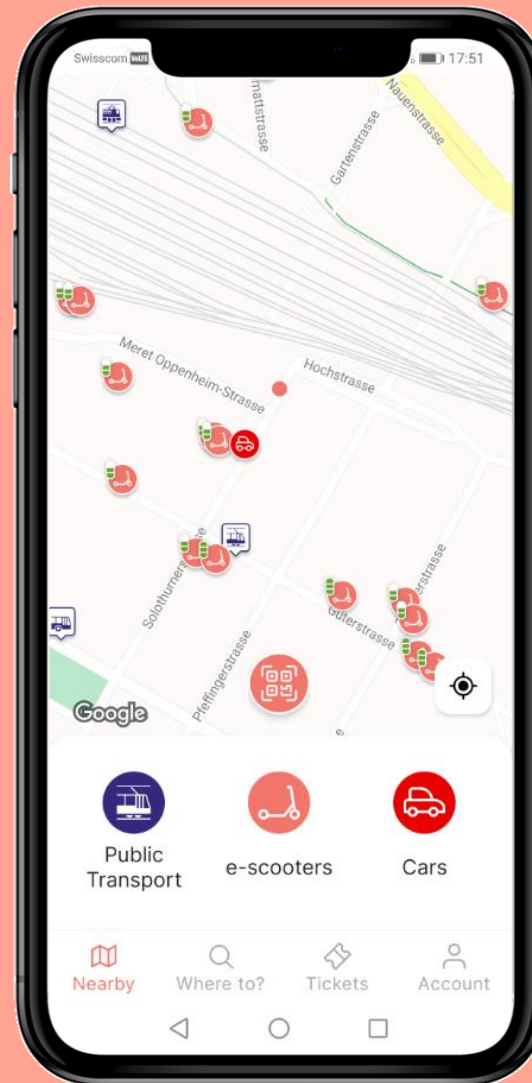 Swisscom VoLTE
17:51
Nauenstrasse
Gartenstrasse
Meret Oppenheim-Strasse
Hochstrasse
Solothurnerstrasse
Güterstrasse
Pfeffingerstrasse
Google
Public
Transport
e-scooters
Cars
Nearby
Where to?
Tickets
Account